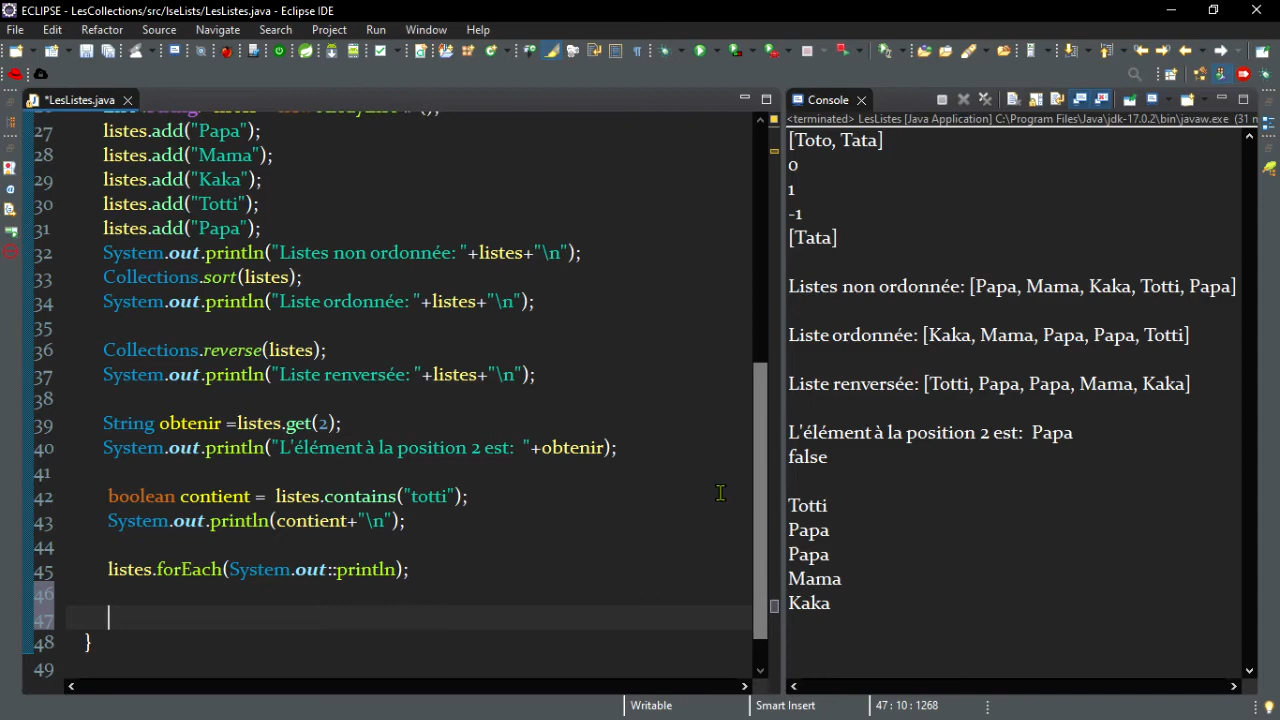 ECLIPSE - LesCollections/src/lseLists/LesListes.java - Eclipse IDE
File Edit Refactor Source Navigate Search Project Run Window Help
*LesListes.java
27 listes.add("Papa");
28 listes.add("Mama");
29 listes.add("Kaka");
30 listes.add("Totti");
31 listes.add("Papa");
32 System.out.println("Listes non ordonnée: "+listes+"\n");
33 Collections.sort(listes);
34 System.out.println("Liste ordonnée: "+listes+"\n");
35
36 Collections.reverse(listes);
37 System.out.println("Liste renversée: "+listes+"\n");
38
39 String obtenir =listes.get(2);
40 System.out.println("L'élément à la position 2 est:  "+obtenir);
41
42 boolean contient =  listes.contains("totti");
43 System.out.println(contient+"\n");
44
45 listes.forEach(System.out::println);
46
47
48 }
49
Console
<terminated> LesListes [Java Application] C:\Program Files\Java\jdk-17.0.2\bin\javaw.exe (31
[Toto, Tata]
0
1
-1
[Tata]
Listes non ordonnée: [Papa, Mama, Kaka, Totti, Papa]
Liste ordonnée: [Kaka, Mama, Papa, Papa, Totti]
Liste renversée: [Totti, Papa, Papa, Mama, Kaka]
L'élément à la position 2 est:  Papa
false
Totti
Papa
Papa
Mama
Kaka
Writable Smart Insert 47 : 10 : 1268